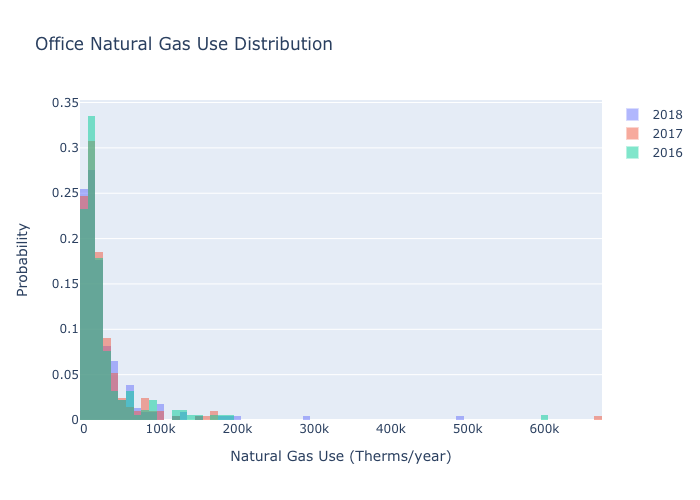 Office Natural Gas Use Distribution
0.35
0.3
0.25
0.2
0.15
0.1
0.05
0
Probability
0 100k 200k 300k 400k 500k 600k
Natural Gas Use (Therms/year)
2018
2017
2016